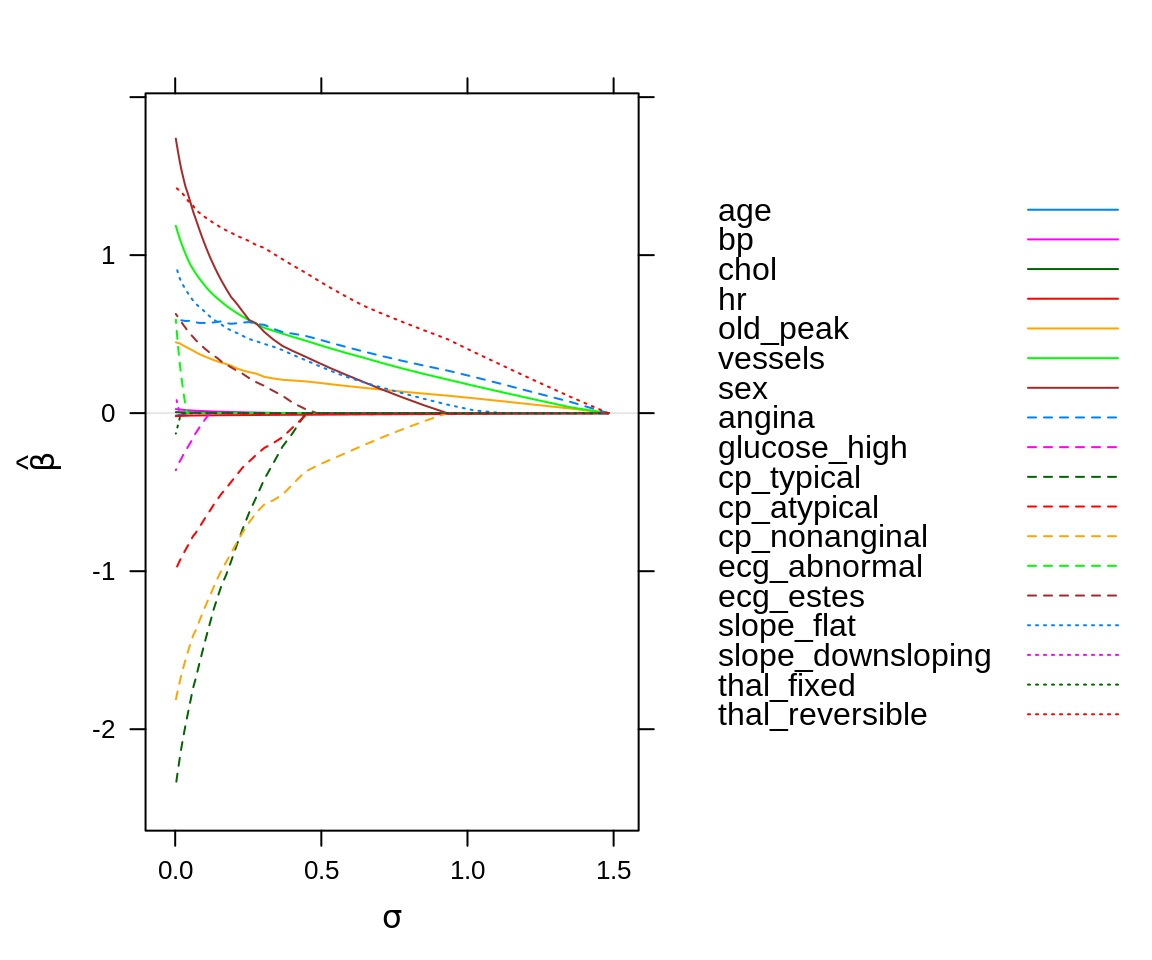 1
0
-1
-2
0.0 0.5 1.0 1.5
σ
β̂
age
bp
chol
hr
old_peak
vessels
sex
angina
glucose_high
cp_typical
cp_atypical
cp_nonanginal
ecg_abnormal
ecg_estes
slope_flat
slope_downsloping
thal_fixed
thal_reversible